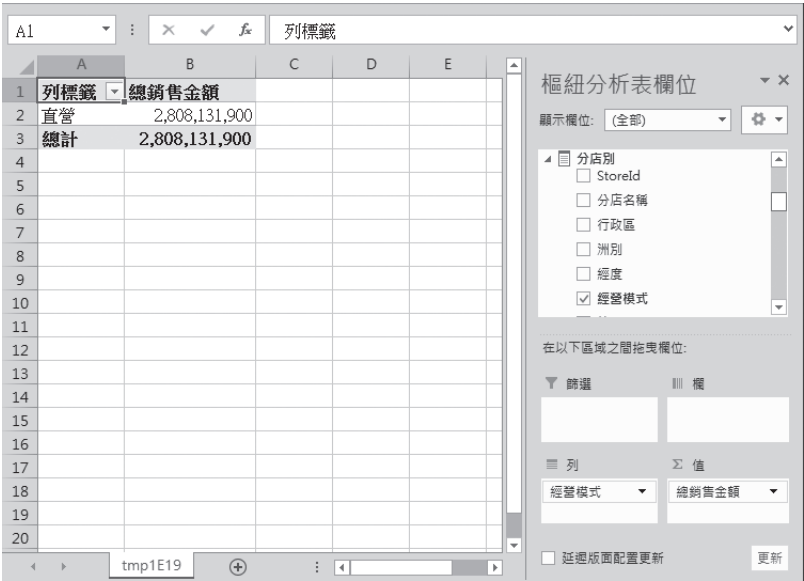 A1 fx 列標籤
A B C D E
1 列標籤 總銷售金額
2 直營 2,808,131,900
3 總計 2,808,131,900
4
5
6
7
8
9
10
11
12
13
14
15
16
17
18
19
20
tmp1E19
樞紐分析表欄位
顯示欄位: (全部)
分店別
StoreId
分店名稱
行政區
洲別
經度
經營模式
在以下區域之間拖曳欄位:
篩選 欄
列 Σ 值
經營模式 總銷售金額
延遲版面配置更新 更新